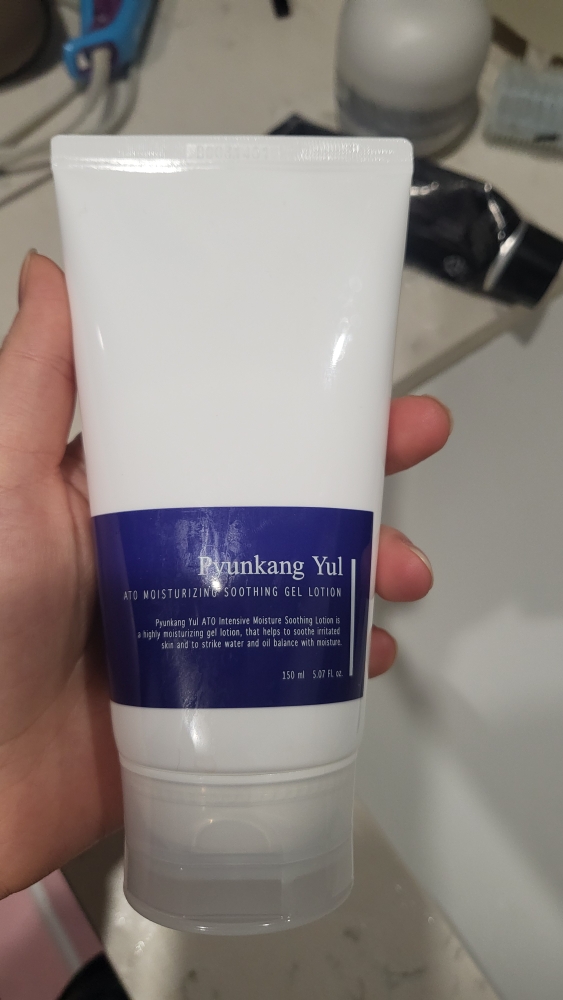 Pyunkang Yul
ATO MOISTURIZING SOOTHING GEL LOTION
Pyunkang Yul ATO Intensive Moisture Soothing Lotion is
a highly moisturizing gel lotion, that helps to soothe irritated
skin and to strike water and oil balance with moisture.
150 ml 5.07 FL oz.